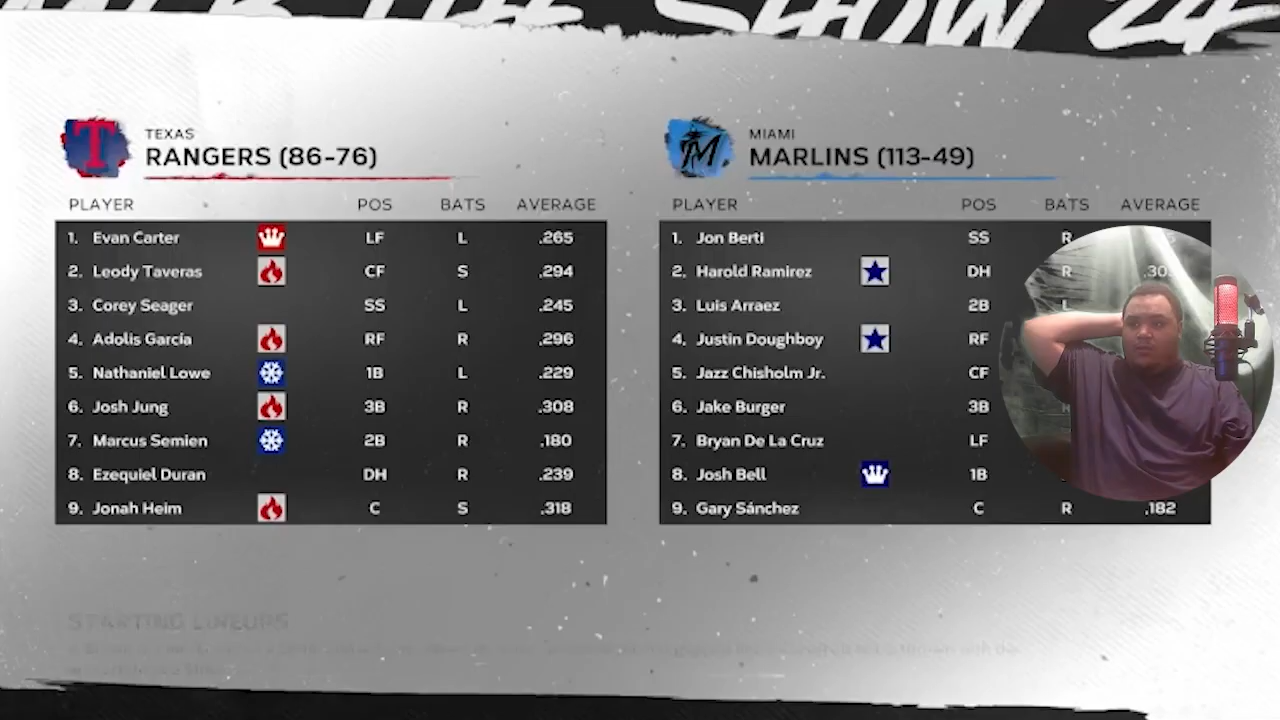 THE SHOW 24
TEXAS
RANGERS (86-76)
PLAYER POS BATS AVERAGE
1. Evan Carter LF L .265
2. Leody Taveras CF S .294
3. Corey Seager SS L .245
4. Adolis García RF R .296
5. Nathaniel Lowe 1B L .229
6. Josh Jung 3B R .308
7. Marcus Semien 2B R .180
8. Ezequiel Duran DH R .239
9. Jonah Heim C S .318
MIAMI
MARLINS (113-49)
PLAYER POS BATS AVERAGE
1. Jon Berti SS R
2. Harold Ramirez DH R
3. Luis Arraez 2B L
4. Justin Doughboy RF
5. Jazz Chisholm Jr. CF
6. Jake Burger 3B
7. Bryan De La Cruz LF
8. Josh Bell 1B
9. Gary Sánchez C R .182
STARTING LINEUPS